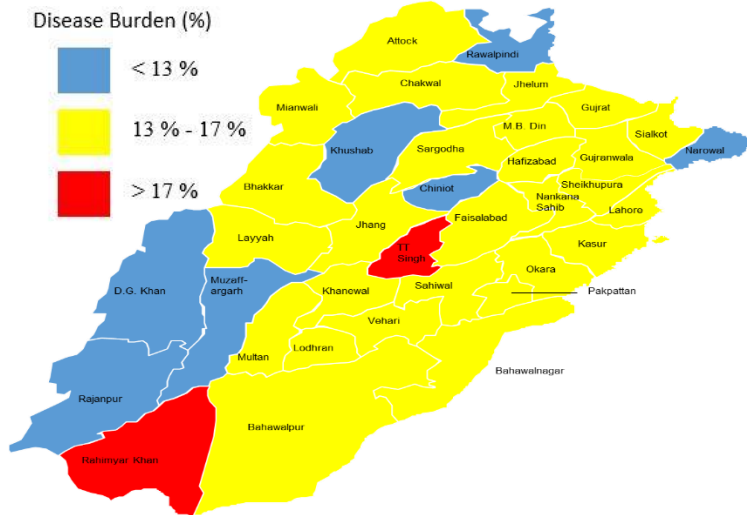 Disease Burden (%)
< 13 %
13 % - 17 %
> 17 %
Attock
Rawalpindi
Chakwal
Jhelum
Mianwali
Gujrat
M.B. Din
Sialkot
Khushab
Sargodha
Narowal
Hafizabad
Gujranwala
Bhakkar
Chiniot
Sheikhupura
Nankana
Sahib
Lahore
Jhang
Faisalabad
Layyah
TT
Singh
Kasur
Okara
D.G. Khan
Muzaff-
argarh
Khanewal
Sahiwal
Pakpattan
Vehari
Multan
Lodhran
Bahawalnagar
Rajanpur
Bahawalpur
Rahimyar Khan